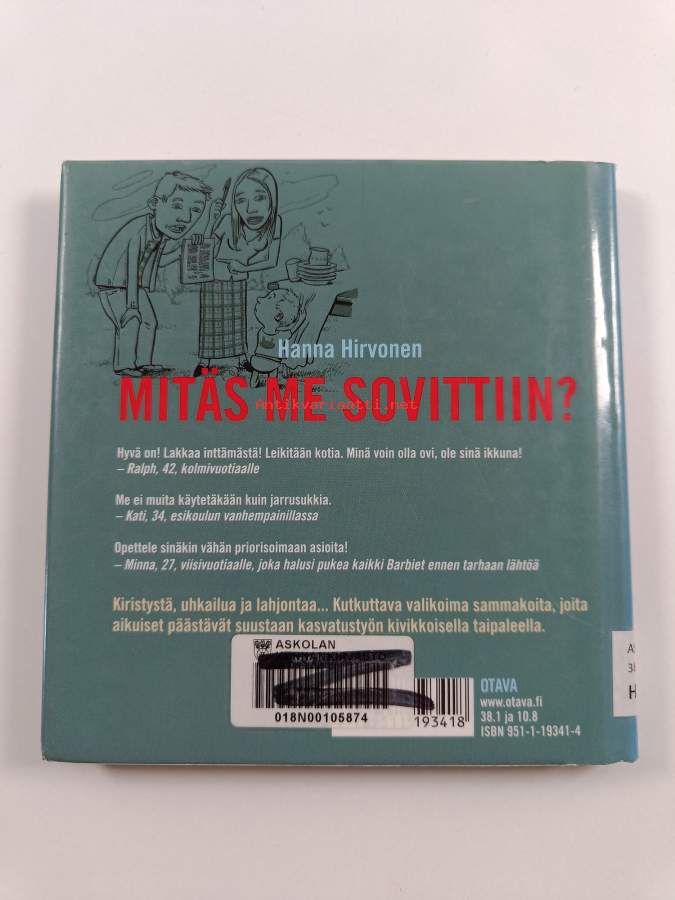 Hanna Hirvonen
MITÄS ME SOVITTIIN?
Antikvariaatti.net
Hyvä on! Lakkaa inttämästä! Leikitään kotia. Minä voin olla ovi, ole sinä ikkuna!
– Ralph, 42, kolmivuotiaalle
Me ei muita käytetäkään kuin jarrusukkia.
– Kati, 34, esikoulun vanhempainillassa
Opettele sinäkin vähän priorisoimaan asioita!
– Minna, 27, viisivuotiaalle, joka halusi pukea kaikki Barbiet ennen tarhaan lähtöä
Kiristystä, uhkailua ja lahjontaa... Kutkuttava valikoima sammakoita, joita
aikuiset päästävät suustaan kasvatustyön kivikkoisella taipaleella.
ASKOLAN
018N00105874
193418
OTAVA
www.otava.fi
38.1 ja 10.8
ISBN 951-1-19341-4
H